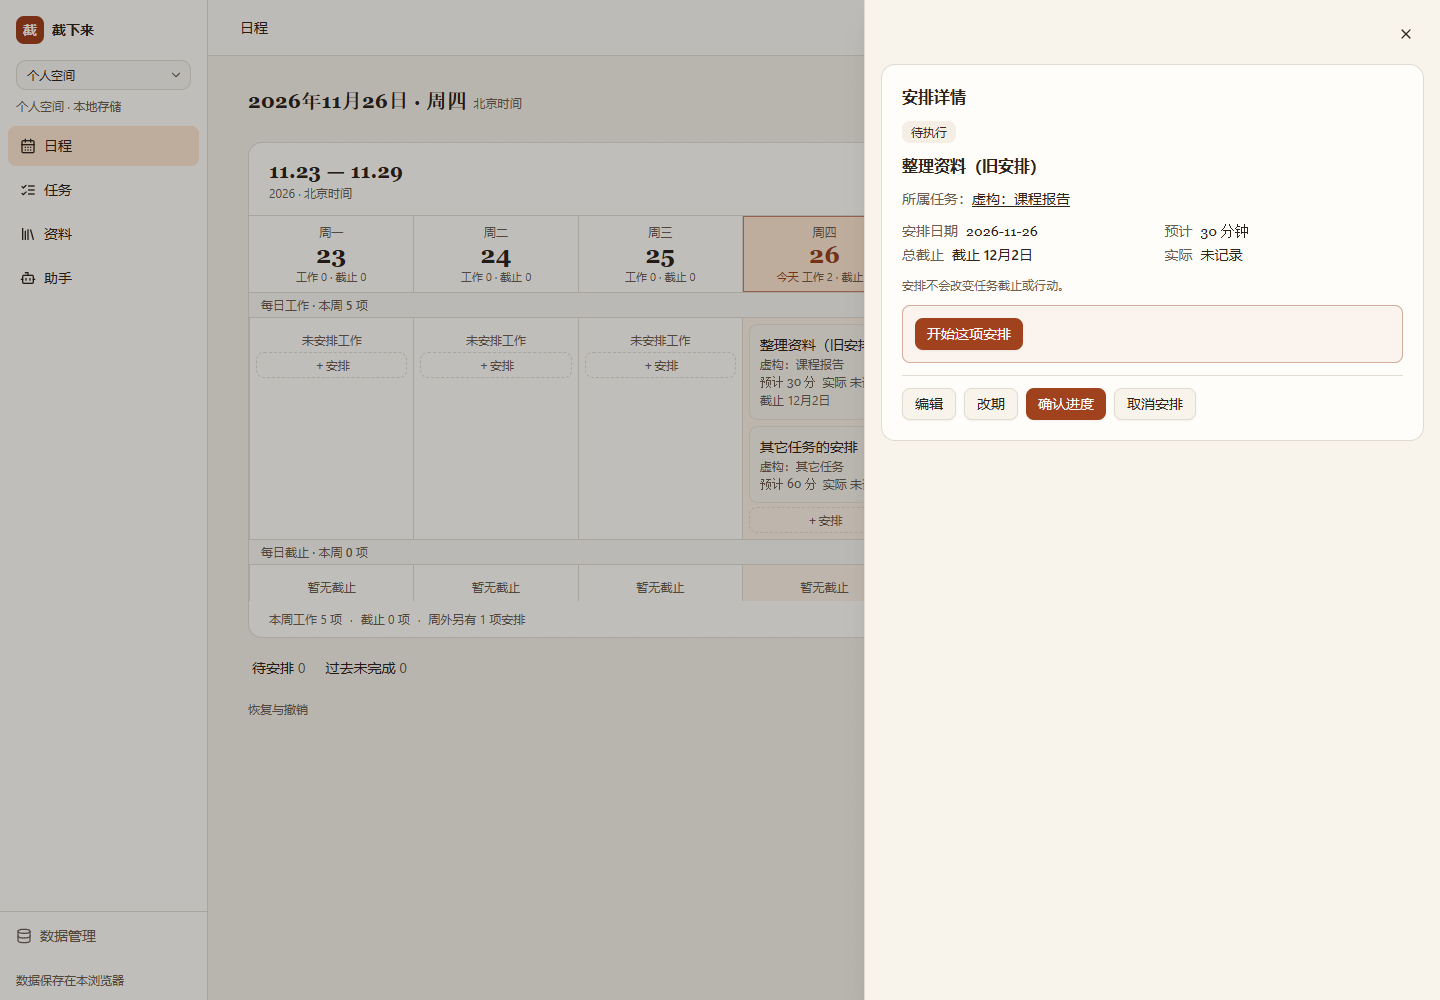 截 截下来
个人空间
个人空间 · 本地存储
日程
任务
资料
助手
数据管理
数据保存在本浏览器
日程
2026年11月26日 · 周四 北京时间
11.23 — 11.29
2026 · 北京时间
周一 周二 周三 周四
23 24 25 26
工作 0 · 截止 0 工作 0 · 截止 0 工作 0 · 截止 0 今天 工作 2 · 截止
每日工作 · 本周 5 项
未安排工作 未安排工作 未安排工作
+ 安排 + 安排 + 安排
整理资料（旧安排
虚构：课程报告
预计 30 分 实际 未
截止 12月2日
其它任务的安排
虚构：其它任务
预计 60 分 实际 未
+ 安排
每日截止 · 本周 0 项
暂无截止 暂无截止 暂无截止 暂无截止
本周工作 5 项 · 截止 0 项 · 周外另有 1 项安排
待安排 0 过去未完成 0
恢复与撤销
×
安排详情
待执行
整理资料（旧安排）
所属任务：虚构：课程报告
安排日期 2026-11-26 预计 30 分钟
总截止 截止 12月2日 实际 未记录
安排不会改变任务截止或行动。
开始这项安排
编辑 改期 确认进度 取消安排